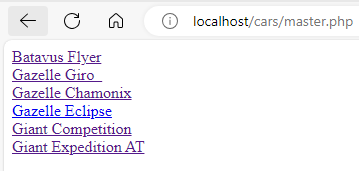 localhost/cars/master.php
Batavus Flyer
Gazelle Giro
Gazelle Chamonix
Gazelle Eclipse
Giant Competition
Giant Expedition AT